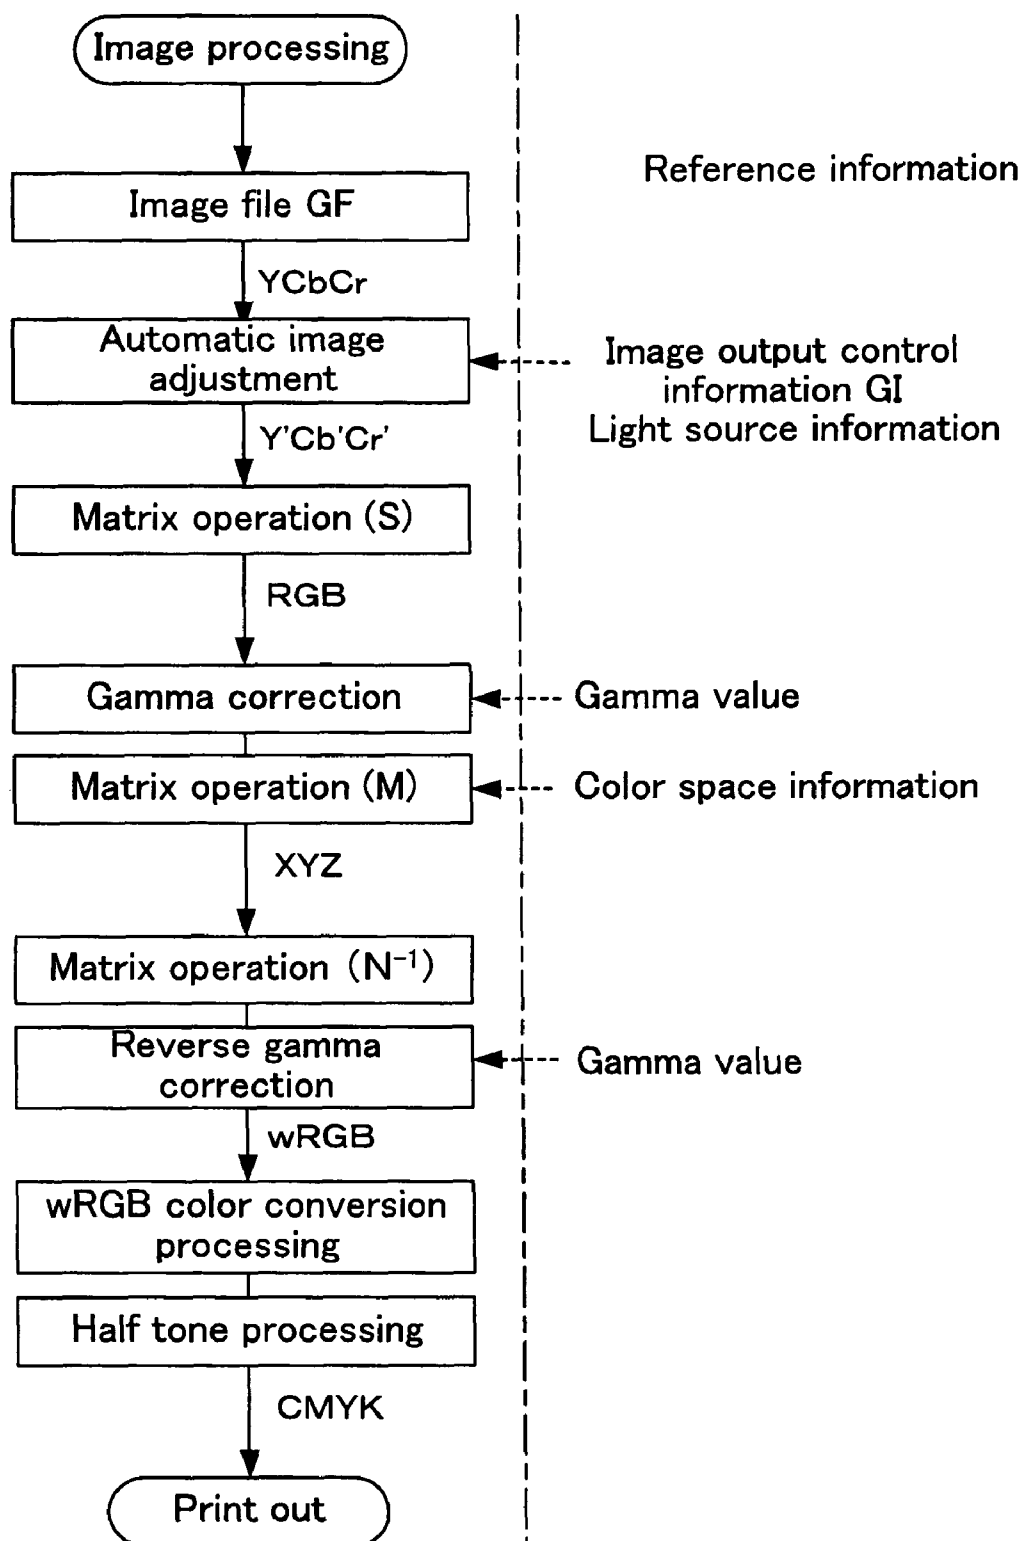 Image processing
Reference information
Image file GF
YCbCr
Automatic image
adjustment
Image output control
information GI
Light source information
Y'Cb'Cr'
Matrix operation (S)
RGB
Gamma correction
Gamma value
Matrix operation (M)
Color space information
XYZ
Matrix operation (N⁻¹)
Reverse gamma
correction
Gamma value
wRGB
wRGB color conversion
processing
Half tone processing
CMYK
Print out